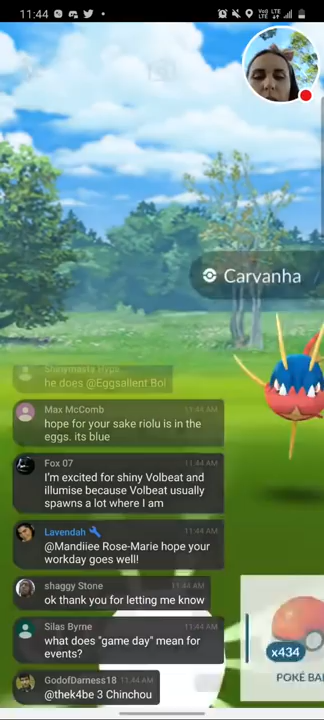 11:44
Carvanha
Shinymasta Hypo
he does @Eggsallent Boi
Max McComb 11:44 AM
hope for your sake riolu is in the
eggs. its blue
Fox 07 11:44 AM
I'm excited for shiny Volbeat and
illumise because Volbeat usually
spawns a lot where I am
Lavendah 11:44 AM
@Mandiiee Rose-Marie hope your
workday goes well!
shaggy Stone 11:44 AM
ok thank you for letting me know
Silas Byrne 11:44 AM
what does "game day" mean for
events?
GodofDarness18 11:44 AM
@thek4be 3 Chinchou
x434
POKÉ BA